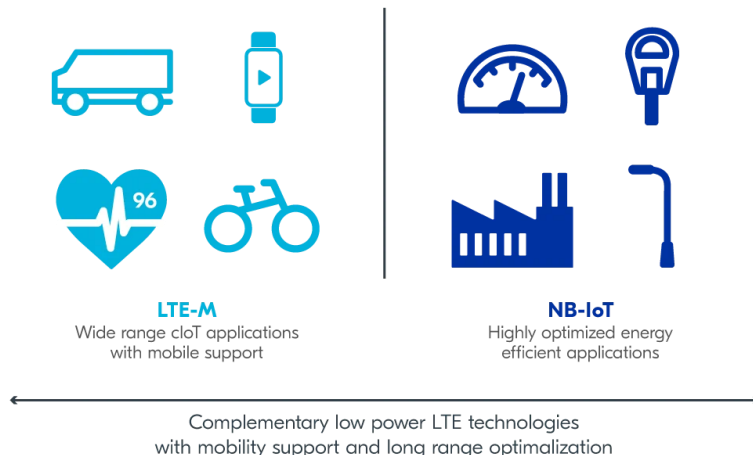 96
LTE-M
Wide range cIoT applications
with mobile support
NB-IoT
Highly optimized energy
efficient applications
Complementary low power LTE technologies
with mobility support and long range optimalization